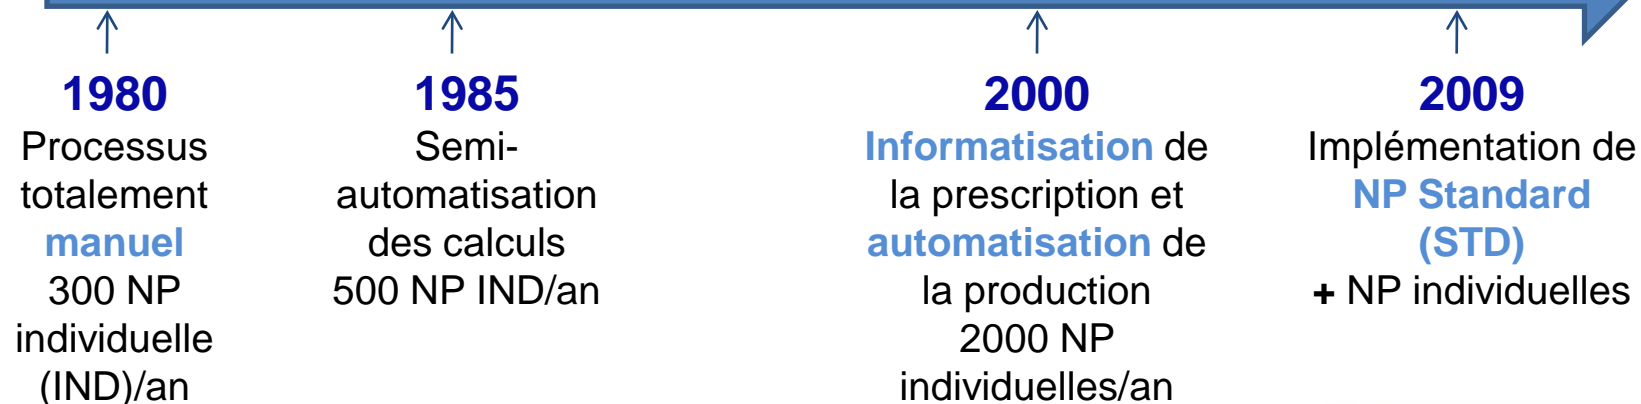 1980
Processus
totalement
manuel
300 NP
individuelle
(IND)/an
1985
Semi-
automatisation
des calculs
500 NP IND/an
2000
Informatisation de
la prescription et
automatisation de
la production
2000 NP
individuelles/an
2009
Implémentation de
NP Standard
(STD)
+ NP individuelles